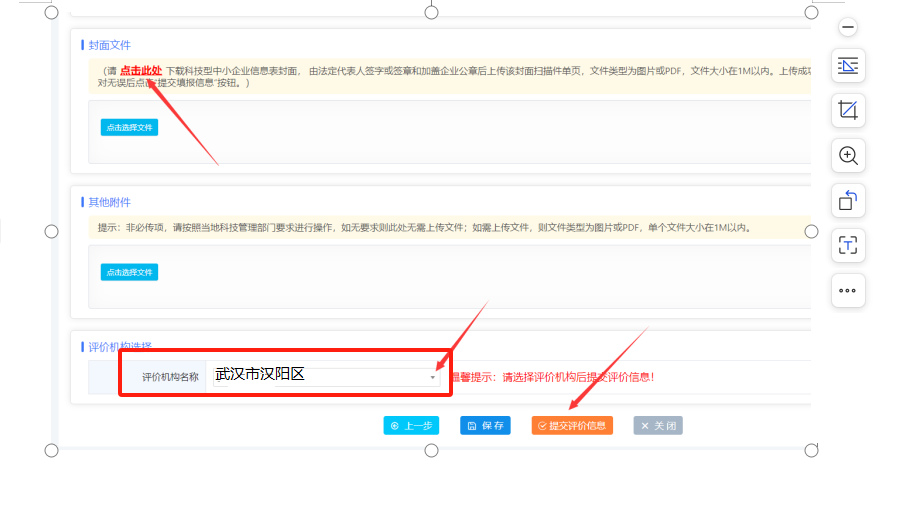 封面文件
（请 点击此处 下载科技型中小企业信息表封面， 由法定代表人签字或签章和加盖企业公章后上传该封面扫描件单页，文件类型为图片或PDF，文件大小在1M以内。上传成
对无误后点击“提交填报信息”按钮。）
点击选择文件
其他附件
提示：非必传项，请按照当地科技管理部门要求进行操作，如无要求则此处无需上传文件；如需上传文件，则文件类型为图片或PDF，单个文件大小在1M以内。
点击选择文件
评价机构选择
评价机构名称 武汉市汉阳区 温馨提示：请选择评价机构后提交评价信息！
上一步 保存 提交评价信息 关闭